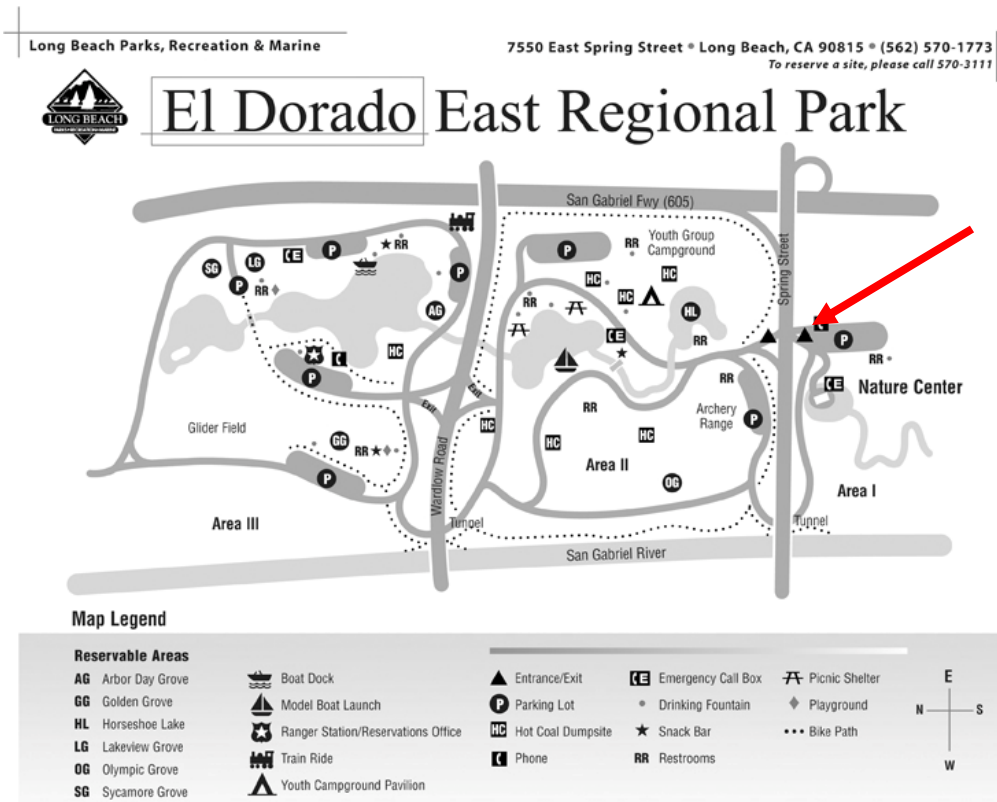 Long Beach Parks, Recreation & Marine
7550 East Spring Street • Long Beach, CA 90815 • (562) 570-1773
To reserve a site, please call 570-3111
LONG BEACH
El Dorado East Regional Park
San Gabriel Fwy (605)
RR
RR
Youth Group
Campground
P
P
SG
LG
CE
P
HC
HC
HC
Spring Street
P
RR
AG
RR
HL
P
RR
HC
CE
RR
P
RR
CE
Nature Center
Exit
Exit
RR
RR
Archery
Range
P
Glider Field
GG
RR
HC
HC
HC
Area II
OG
Area I
P
Wardlow Road
Area III
Tunnel
Tunnel
San Gabriel River
Map Legend
Reservable Areas
AG Arbor Day Grove
GG Golden Grove
HL Horseshoe Lake
LG Lakeview Grove
OG Olympic Grove
SG Sycamore Grove
Boat Dock
Model Boat Launch
Ranger Station/Reservations Office
Train Ride
Youth Campground Pavilion
Entrance/Exit
P Parking Lot
HC Hot Coal Dumpsite
Phone
CE Emergency Call Box
Drinking Fountain
Snack Bar
RR Restrooms
Picnic Shelter
Playground
Bike Path
E
N S
W